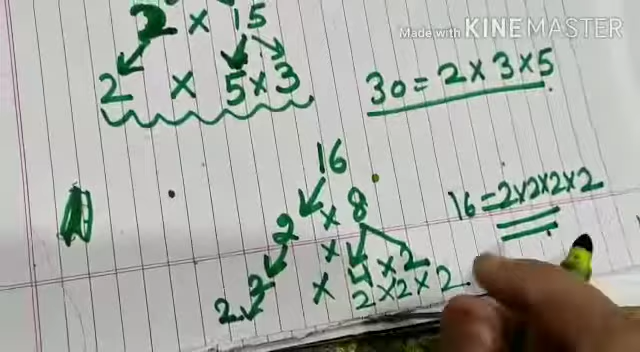 Made with KINEMASTER
2 × 15
2 × 5 × 3
30 = 2 × 3 × 5
16
2 × 8
2 × 4 × 2
2 × 2 × 2 × 2
16 = 2×2×2×2